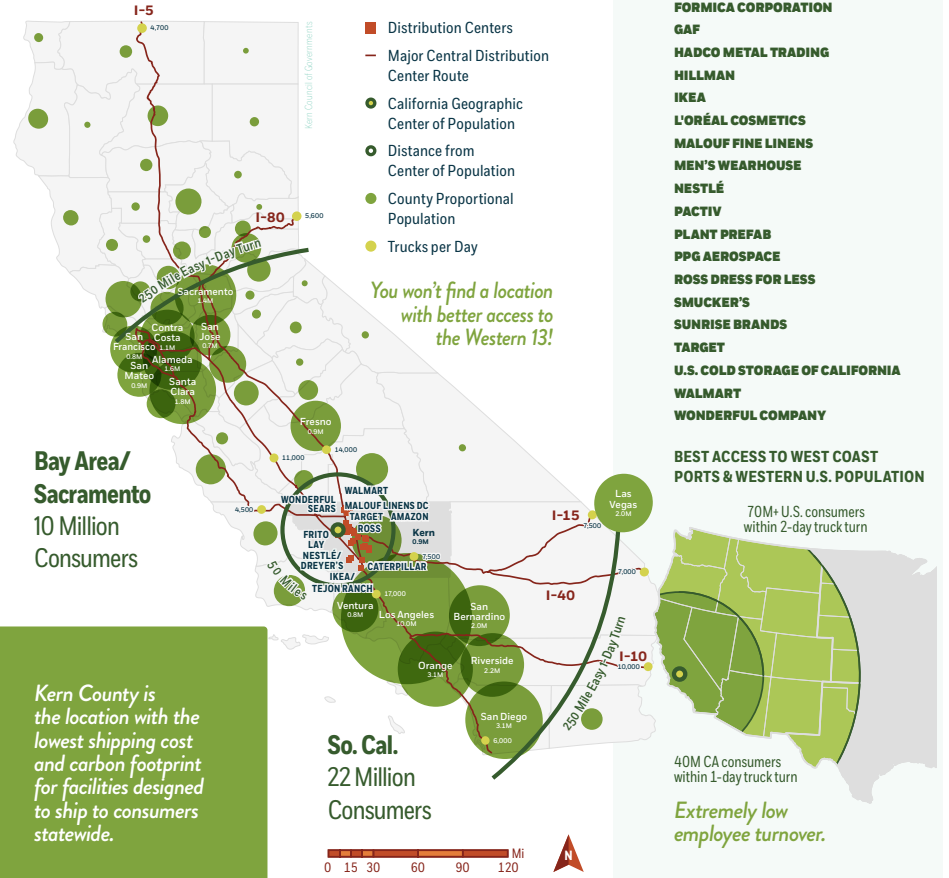 I-5
4,700
Kern Council of Governments
Distribution Centers
Major Central Distribution
Center Route
California Geographic
Center of Population
Distance from
Center of Population
County Proportional
Population
Trucks per Day
You won't find a location
with better access to
the Western 13!
I-80
5,600
250 Mile Easy 1-Day Turn
Sacramento
1.4M
Contra
Costa
1.1M
San
Jose
0.7M
San
Francisco
0.8M
Alameda
1.6M
San
Mateo
0.9M
Santa
Clara
1.8M
Fresno
0.9M
14,000
11,000
4,500
Bay Area/
Sacramento
10 Million
Consumers
WALMART
WONDERFUL
SEARS
MALOUF LINENS DC
TARGET
AMAZON
ROSS
FRITO
LAY
Kern
0.9M
NESTLÉ/
DREYER'S
CATERPILLAR
7,500
IKEA/
TEJON RANCH
50 Miles
17,000
Ventura
0.8M
Los Angeles
10.0M
San
Bernardino
2.0M
Orange
3.1M
Riverside
2.2M
San Diego
3.1M
6,000
Las
Vegas
2.0M
I-15
7,500
7,000
I-40
I-10
10,000
250 Mile Easy 1-Day Turn
Kern County is
the location with the
lowest shipping cost
and carbon footprint
for facilities designed
to ship to consumers
statewide.
So. Cal.
22 Million
Consumers
0 15 30 60 90 120 Mi
N
FORMICA CORPORATION
GAF
HADCO METAL TRADING
HILLMAN
IKEA
L'ORÉAL COSMETICS
MALOUF FINE LINENS
MEN'S WEARHOUSE
NESTLÉ
PACTIV
PLANT PREFAB
PPG AEROSPACE
ROSS DRESS FOR LESS
SMUCKER'S
SUNRISE BRANDS
TARGET
U.S. COLD STORAGE OF CALIFORNIA
WALMART
WONDERFUL COMPANY
BEST ACCESS TO WEST COAST
PORTS & WESTERN U.S. POPULATION
70M+ U.S. consumers
within 2-day truck turn
40M CA consumers
within 1-day truck turn
Extremely low
employee turnover.